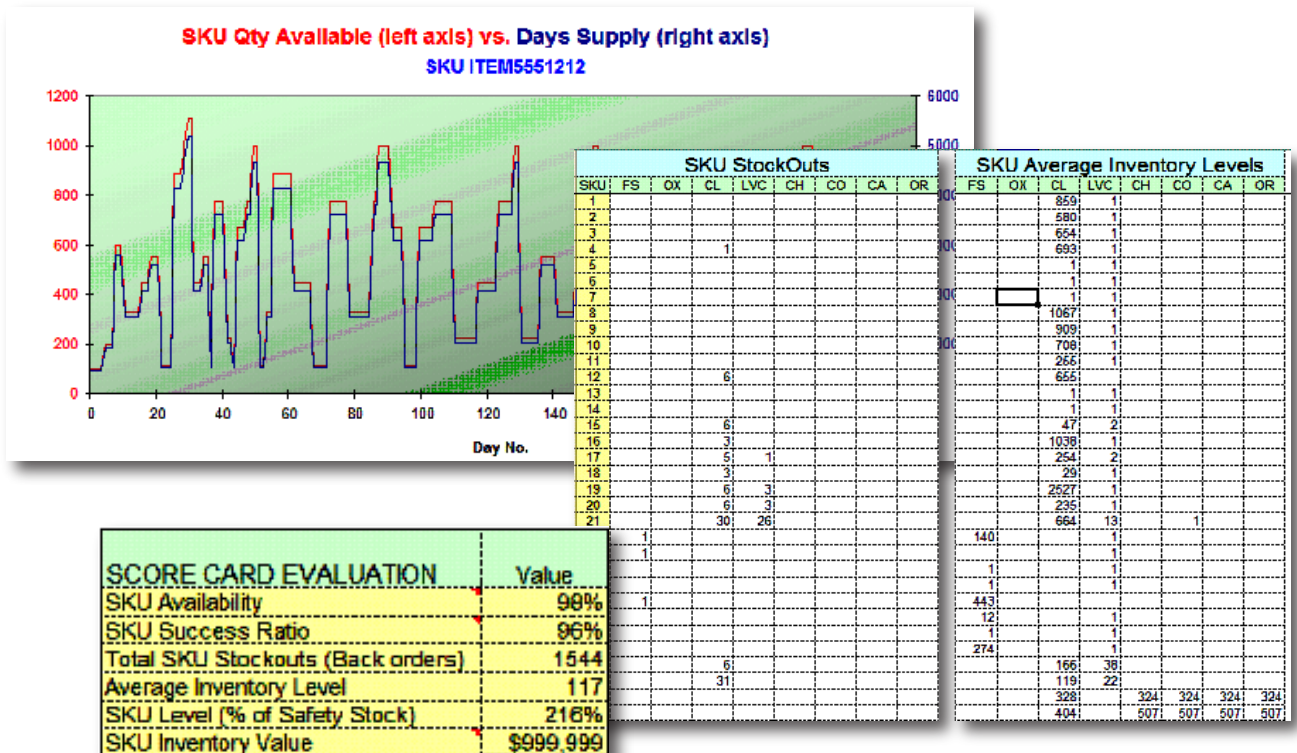 SKU Qty Available (left axis) vs. Days Supply (right axis)
SKU ITEM5551212
1200
1000
800
600
400
200
0
6000
5000
0 20 40 60 80 100 120 140
Day No.
SKU StockOuts
SKU FS OX CL LVC CH CO CA OR
1
2
3
4 1
5
6
7
8
9
10
11
12 6
13
14
15 6
16 3
17 5 1
18 3
19 6 3
20 6 3
21 30 26
1
1
1
6
31
SKU Average Inventory Levels
FS OX CL LVC CH CO CA OR
859 1
580 1
654 1
693 1
1 1
1 1
1 1
1067 1
909 1
708 1
1
655
1 1
1 1
47 2
1038 1
254 2
29 1
2527 1
235 1
664 13 1
140 1
1
1 1
1 1
443
12 1
1 1
274 1
166 38
119 22
328 324 324 324 324
404 507 507 507 507
SCORE CARD EVALUATION Value
SKU Availability 98%
SKU Success Ratio 96%
Total SKU Stockouts (Back orders) 1544
Average Inventory Level 117
SKU Level (% of Safety Stock) 216%
SKU Inventory Value $999,999